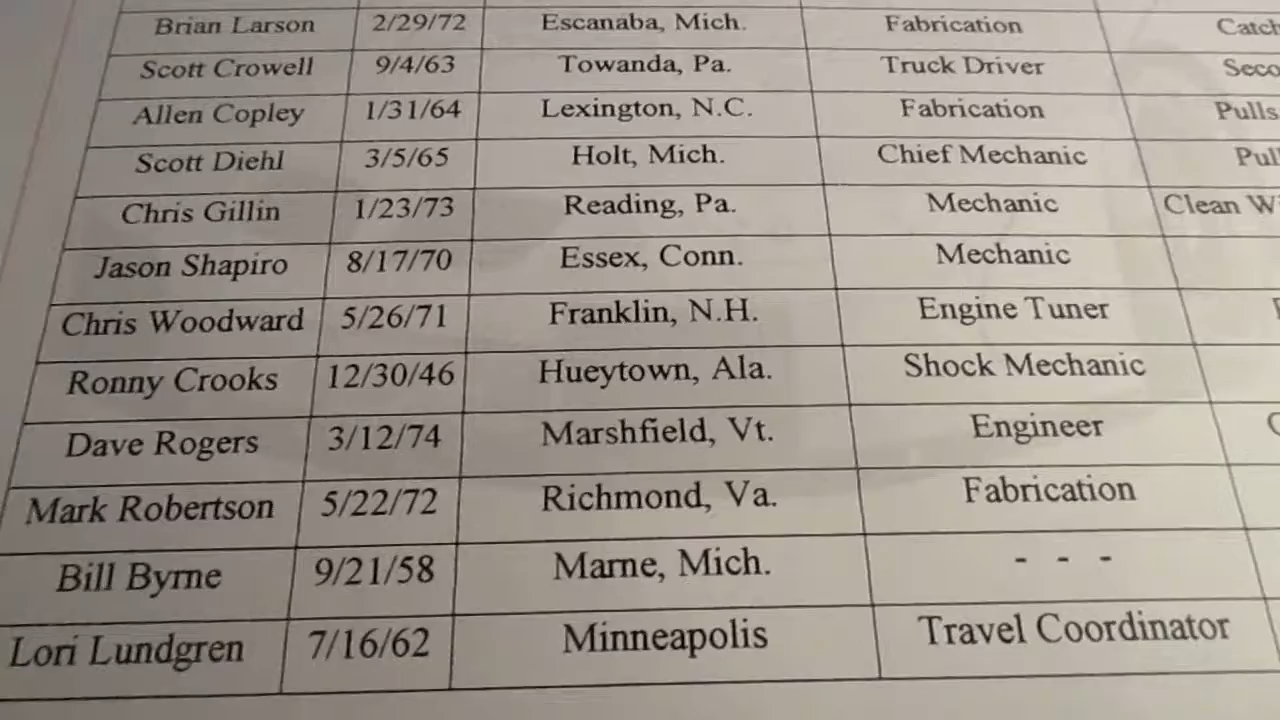 Brian Larson 2/29/72 Escanaba, Mich. Fabrication Catch
Scott Crowell 9/4/63 Towanda, Pa. Truck Driver Seco
Allen Copley 1/31/64 Lexington, N.C. Fabrication Pulls
Scott Diehl 3/5/65 Holt, Mich. Chief Mechanic Pul
Chris Gillin 1/23/73 Reading, Pa. Mechanic Clean W
Jason Shapiro 8/17/70 Essex, Conn. Mechanic
Chris Woodward 5/26/71 Franklin, N.H. Engine Tuner
Ronny Crooks 12/30/46 Hueytown, Ala. Shock Mechanic
Dave Rogers 3/12/74 Marshfield, Vt. Engineer
Mark Robertson 5/22/72 Richmond, Va. Fabrication
Bill Byrne 9/21/58 Marne, Mich. - - -
Lori Lundgren 7/16/62 Minneapolis Travel Coordinator